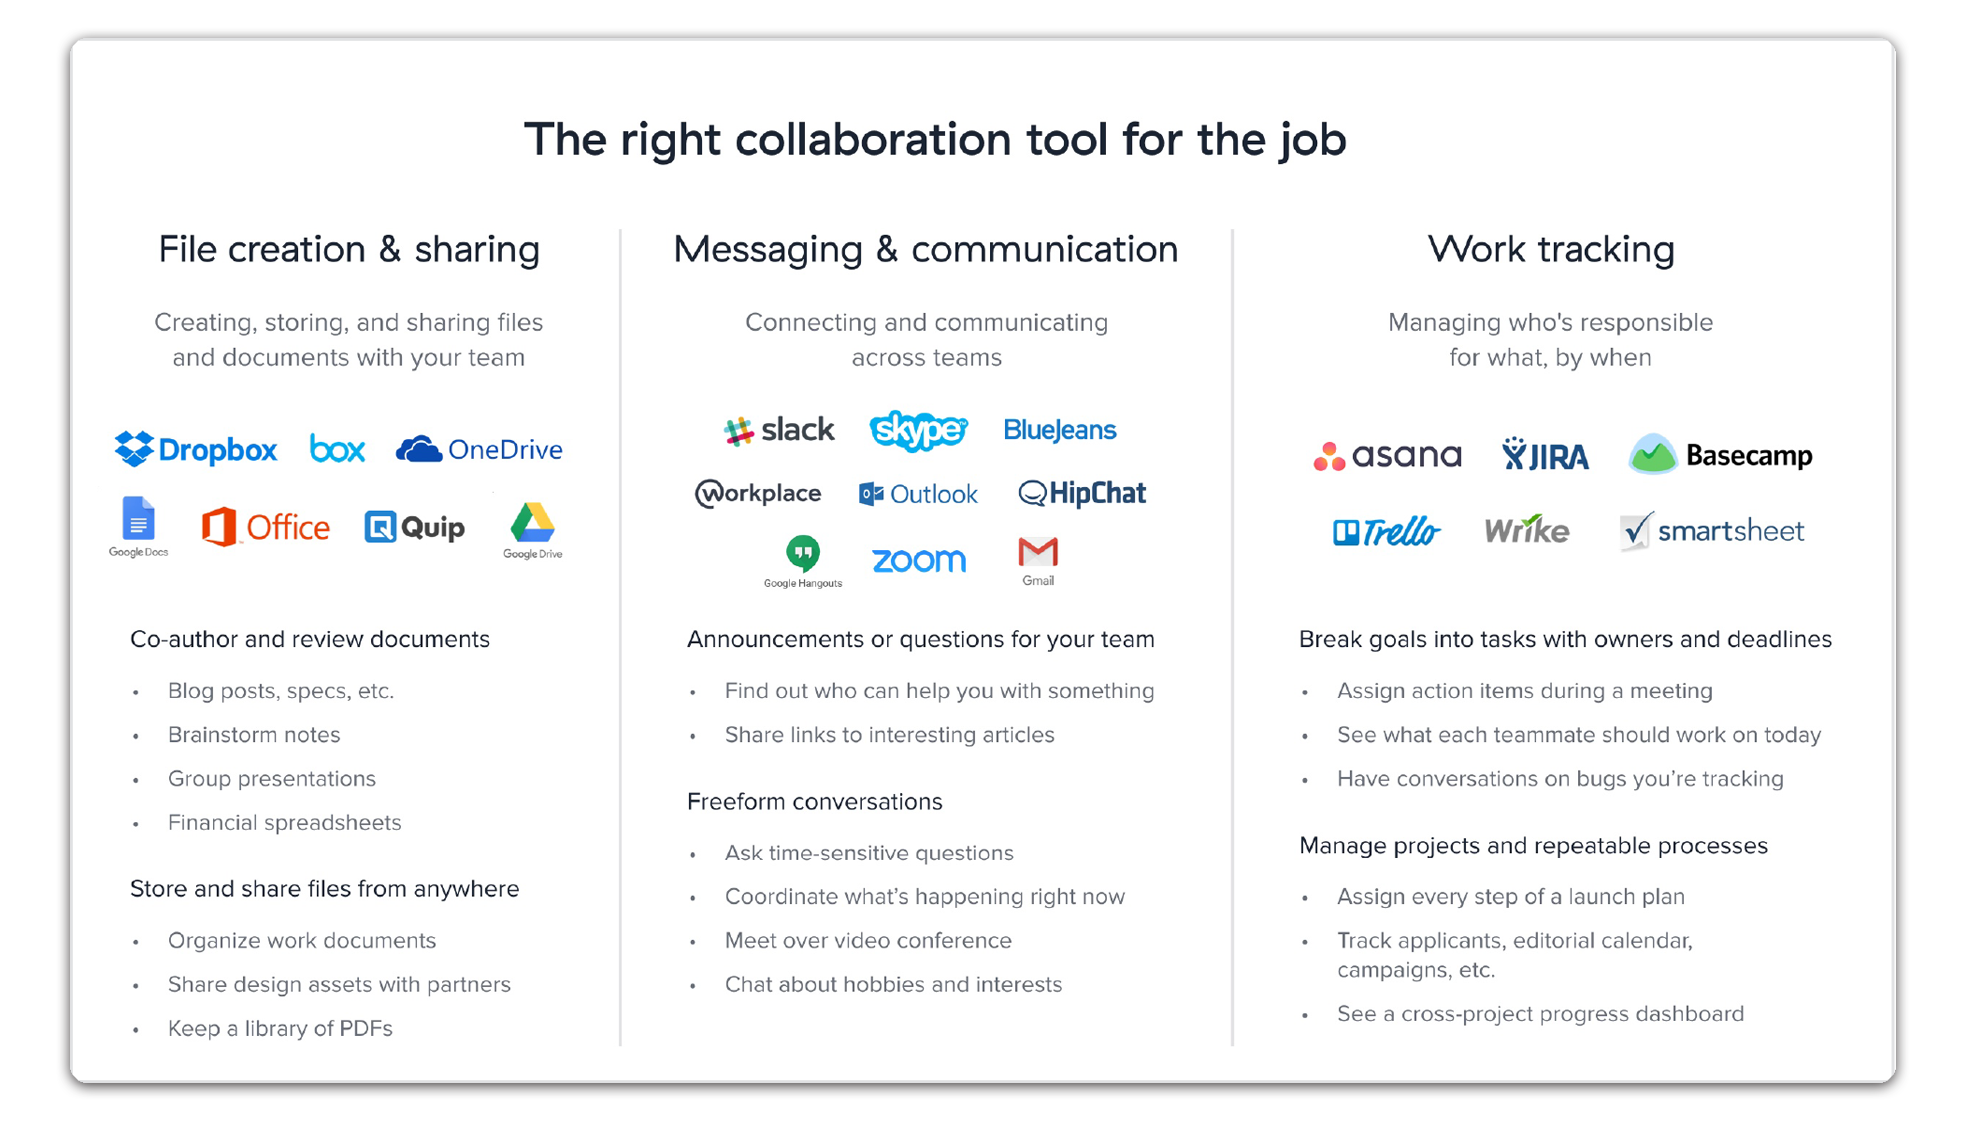 The right collaboration tool for the job
File creation & sharing
Creating, storing, and sharing files
and documents with your team
Dropbox box OneDrive
Google Docs Office Quip Google Drive
Co-author and review documents
• Blog posts, specs, etc.
• Brainstorm notes
• Group presentations
• Financial spreadsheets
Store and share files from anywhere
• Organize work documents
• Share design assets with partners
• Keep a library of PDFs
Messaging & communication
Connecting and communicating
across teams
slack skype BlueJeans
workplace Outlook HipChat
Google Hangouts zoom Gmail
Announcements or questions for your team
• Find out who can help you with something
• Share links to interesting articles
Freeform conversations
• Ask time-sensitive questions
• Coordinate what’s happening right now
• Meet over video conference
• Chat about hobbies and interests
Work tracking
Managing who's responsible
for what, by when
asana JIRA Basecamp
Trello Wrike smartsheet
Break goals into tasks with owners and deadlines
• Assign action items during a meeting
• See what each teammate should work on today
• Have conversations on bugs you’re tracking
Manage projects and repeatable processes
• Assign every step of a launch plan
• Track applicants, editorial calendar,
campaigns, etc.
• See a cross-project progress dashboard